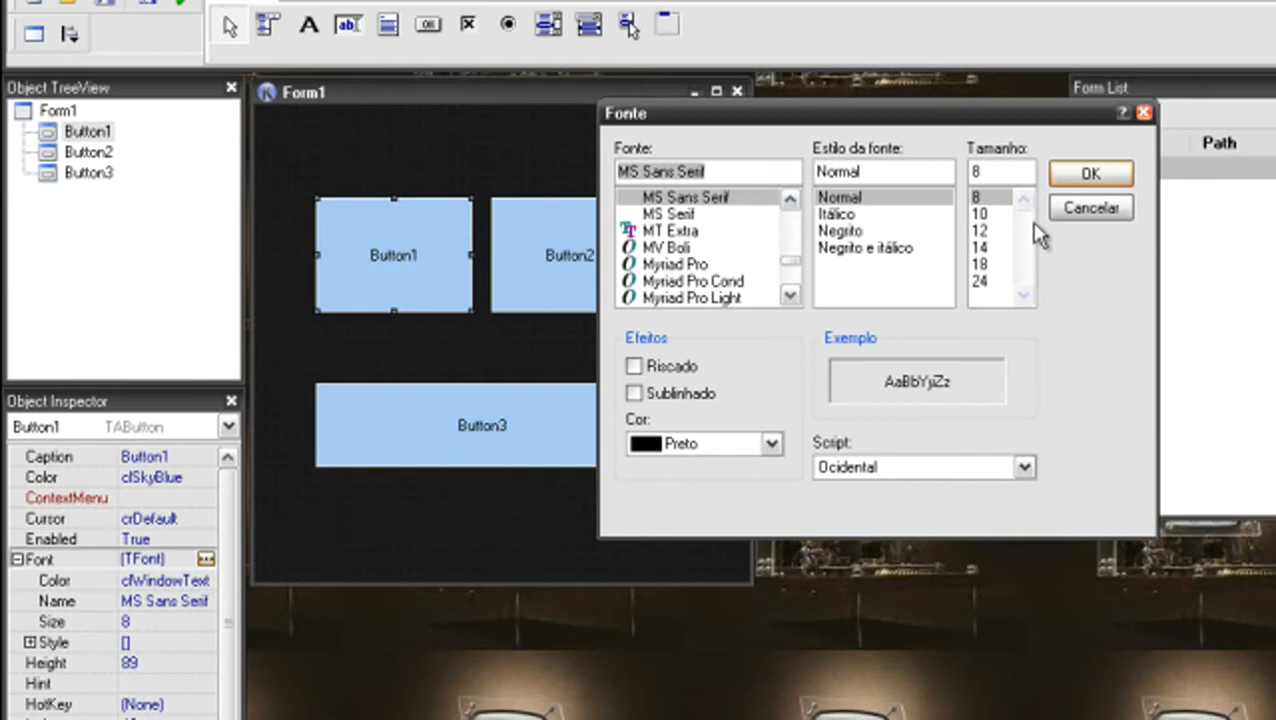 A
ab
OK
Object TreeView
Form1
Button1
Button2
Button3
Form1
Button1
Button2
Button3
Form List
Path
Fonte
Fonte:
MS Sans Serif
MS Sans Serif
MS Serif
MT Extra
MV Boli
Myriad Pro
Myriad Pro Cond
Myriad Pro Light
Estilo da fonte:
Normal
Normal
Itálico
Negrito
Negrito e itálico
Tamanho:
8
8
10
12
14
18
24
OK
Cancelar
Efeitos
Riscado
Sublinhado
Cor:
Preto
Exemplo
AaBbYyZz
Script:
Ocidental
Object Inspector
Button1 TAButton
Caption Button1
Color clSkyBlue
ContextMenu
Cursor crDefault
Enabled True
Font (TFont)
Color clWindowText
Name MS Sans Serif
Size 8
Style []
Height 89
Hint
HotKey (None)